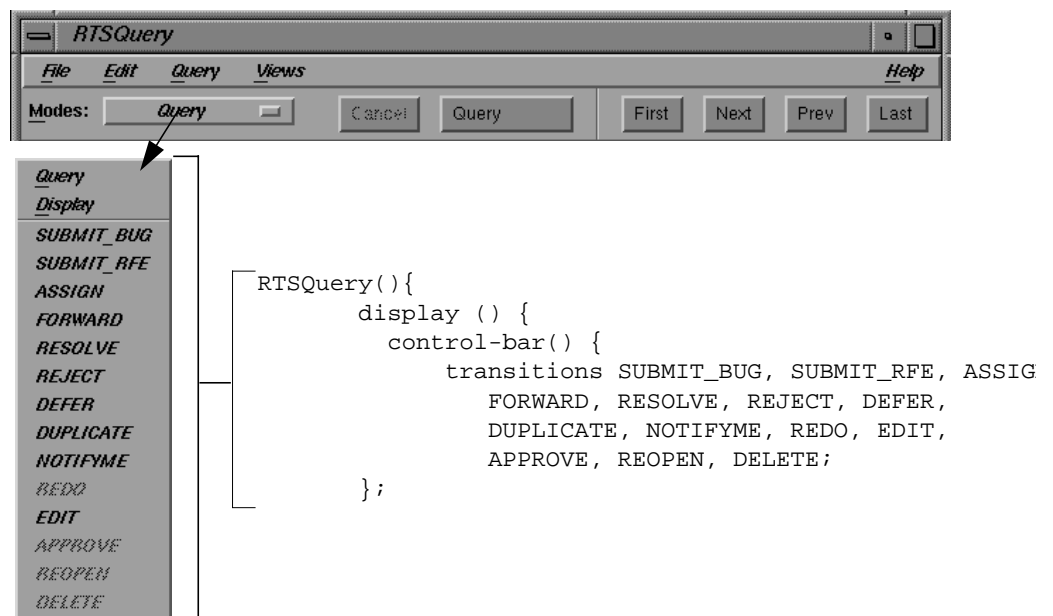 RTSQuery
File Edit Query Views Help
Modes: Query Cancel Query First Next Prev Last
Query
Display
SUBMIT_BUG
SUBMIT_RFE
ASSIGN
FORWARD
RESOLVE
REJECT
DEFER
DUPLICATE
NOTIFYME
REDO
EDIT
APPROVE
REOPEN
DELETE
RTSQuery(){
display () {
control-bar() {
transitions SUBMIT_BUG, SUBMIT_RFE, ASSIG
FORWARD, RESOLVE, REJECT, DEFER,
DUPLICATE, NOTIFYME, REDO, EDIT,
APPROVE, REOPEN, DELETE;
};